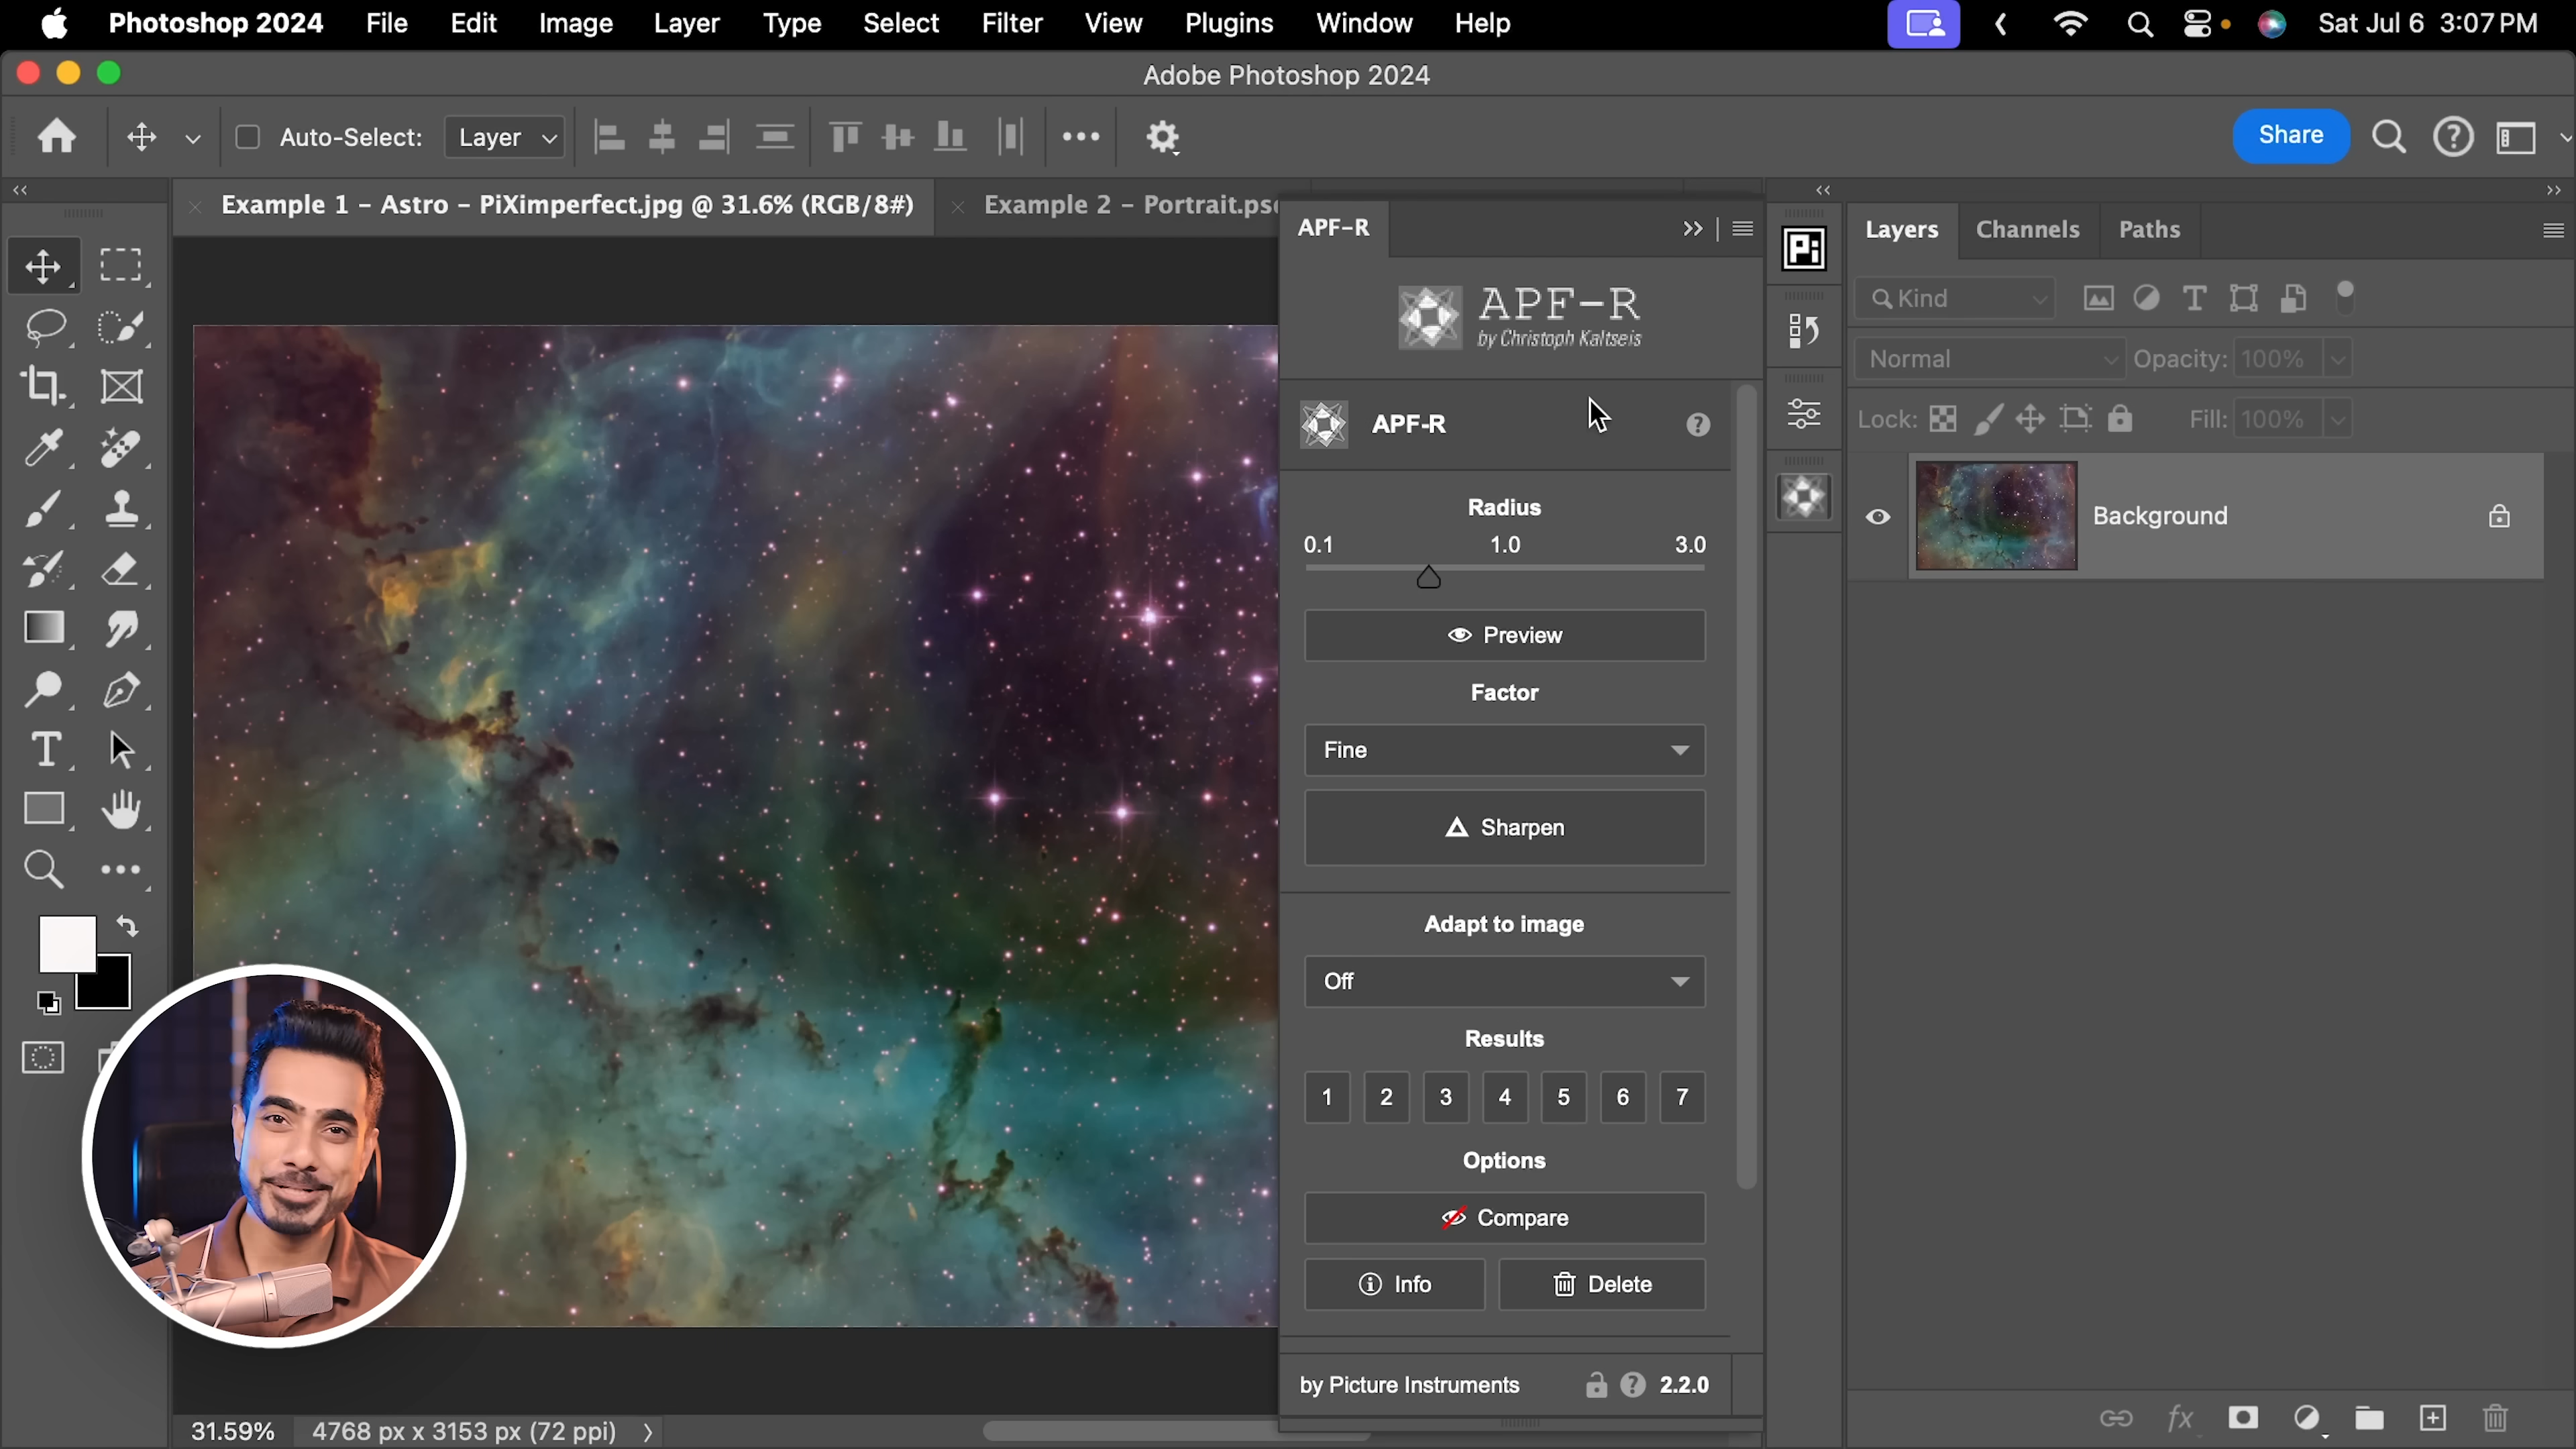 Photoshop 2024 File Edit Image Layer Type Select Filter View Plugins Window Help Sat Jul 6 3:07 PM
Adobe Photoshop 2024
Auto-Select: Layer Share
Example 1 - Astro - PiXimperfect.jpg @ 31.6% (RGB/8#) Example 2 - Portrait.psd
APF-R
Layers Channels Paths
Pi
APF-R
by Christoph Kaltseis
Kind
Normal Opacity: 100%
APF-R
Lock: Fill: 100%
Radius
0.1 1.0 3.0
Background
Preview
Factor
Fine
Sharpen
Adapt to image
Off
Results
1 2 3 4 5 6 7
Options
Compare
Info Delete
by Picture Instruments 2.2.0
31.59% 4768 px x 3153 px (72 ppi)
fx